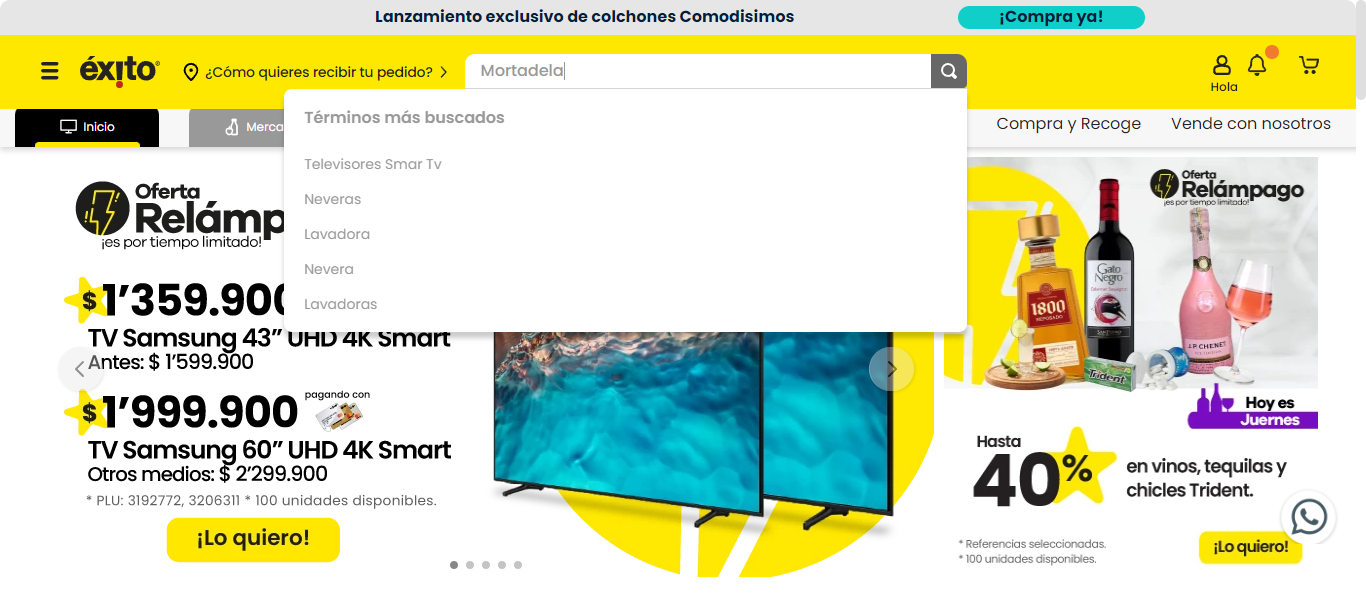 Lanzamiento exclusivo de colchones Comodisimos
¡Compra ya!
éxito
¿Cómo quieres recibir tu pedido?
Mortadela
Hola
Inicio
Merca
Compra y Recoge
Vende con nosotros
Términos más buscados
Televisores Smar Tv
Neveras
Lavadora
Nevera
Lavadoras
Oferta
Relámp
¡es por tiempo limitado!
$1’359.900
TV Samsung 43” UHD 4K Smart
Antes: $ 1’599.900
$1’999.900
pagando con
TV Samsung 60” UHD 4K Smart
Otros medios: $ 2’299.900
* PLU: 3192772, 3206311 * 100 unidades disponibles.
¡Lo quiero!
Oferta
Relámpago
¡es por tiempo limitado!
1800
REPOSADO
Gato
Negro
J.P. CHENET
Trident
Hoy es
Juernes
Hasta
40%
en vinos, tequilas y
chicles Trident.
* Referencias seleccionadas.
* 100 unidades disponibles.
¡Lo quiero!